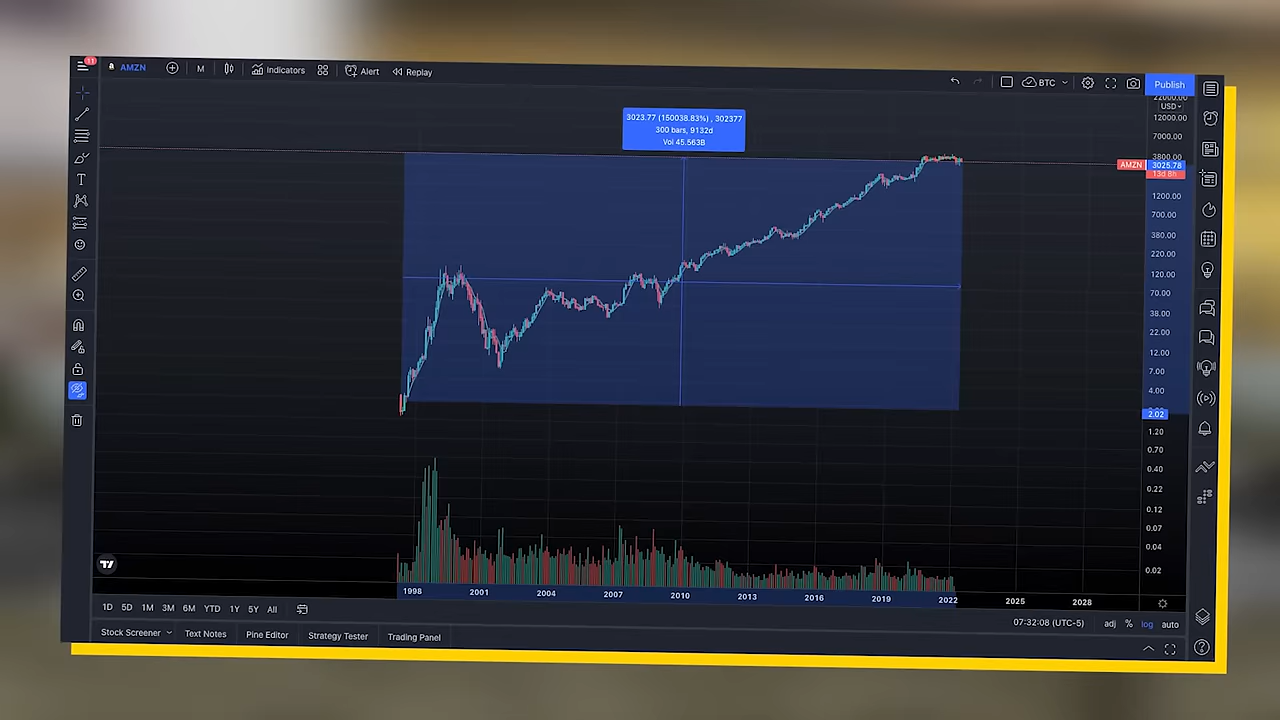 11
AMZN
M
Indicators
Alert
Replay
BTC
Publish
3023.77 (150038.83%) , 302377
300 bars, 9132d
Vol 45.563B
22000.00
USD
12000.00
7000.00
3800.00
AMZN
3025.78
13d 8h
1200.00
700.00
380.00
220.00
120.00
70.00
38.00
22.00
12.00
7.00
4.00
2.02
1.20
0.70
0.40
0.22
0.12
0.07
0.04
0.02
1998 2001 2004 2007 2010 2013 2016 2019 2022 2025 2028
1D 5D 1M 3M 6M YTD 1Y 5Y All
07:32:08 (UTC-5) adj % log auto
Stock Screener Text Notes Pine Editor Strategy Tester Trading Panel